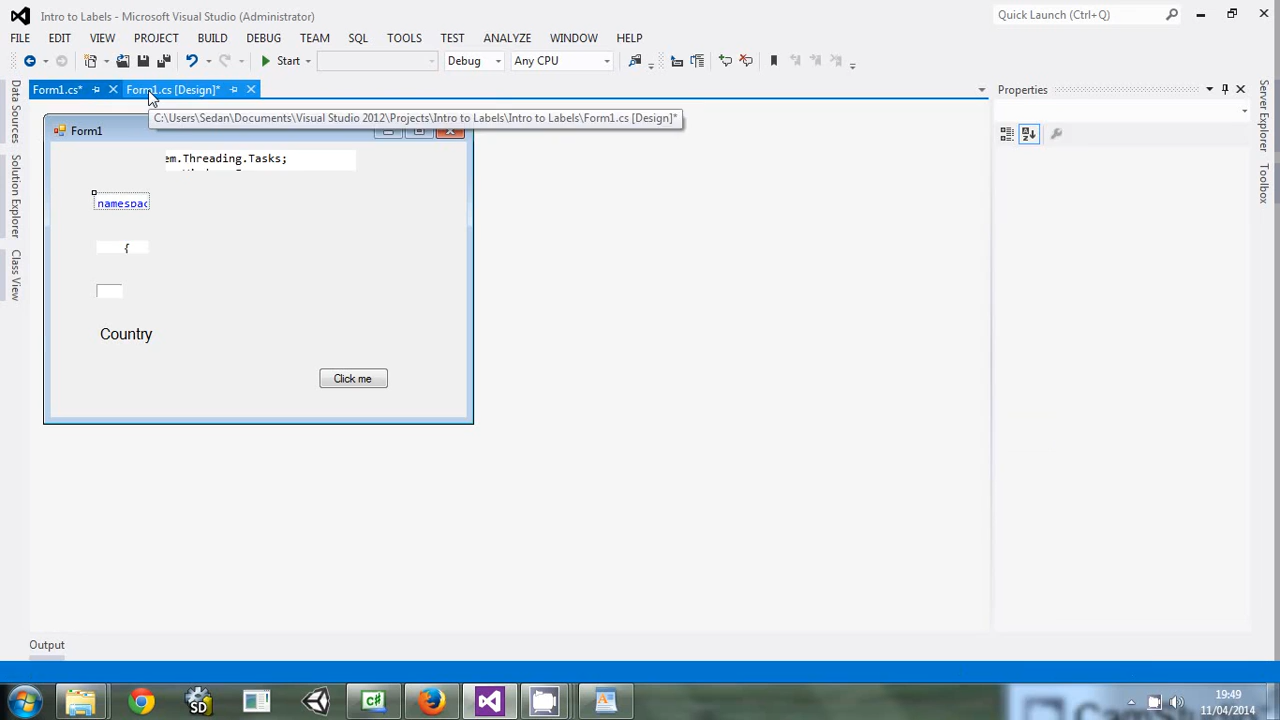 Intro to Labels - Microsoft Visual Studio (Administrator)
Quick Launch (Ctrl+Q)
FILE EDIT VIEW PROJECT BUILD DEBUG TEAM SQL TOOLS TEST ANALYZE WINDOW HELP
Start Debug Any CPU
Form1.cs* Form1.cs [Design]*
Properties
C:\Users\Sedan\Documents\Visual Studio 2012\Projects\Intro to Labels\Intro to Labels\Form1.cs [Design]*
Data Sources
Solution Explorer
Class View
Server Explorer
Toolbox
Form1
em.Threading.Tasks;
namespac
{
Country
Click me
Output
SD
C#
19:49
11/04/2014